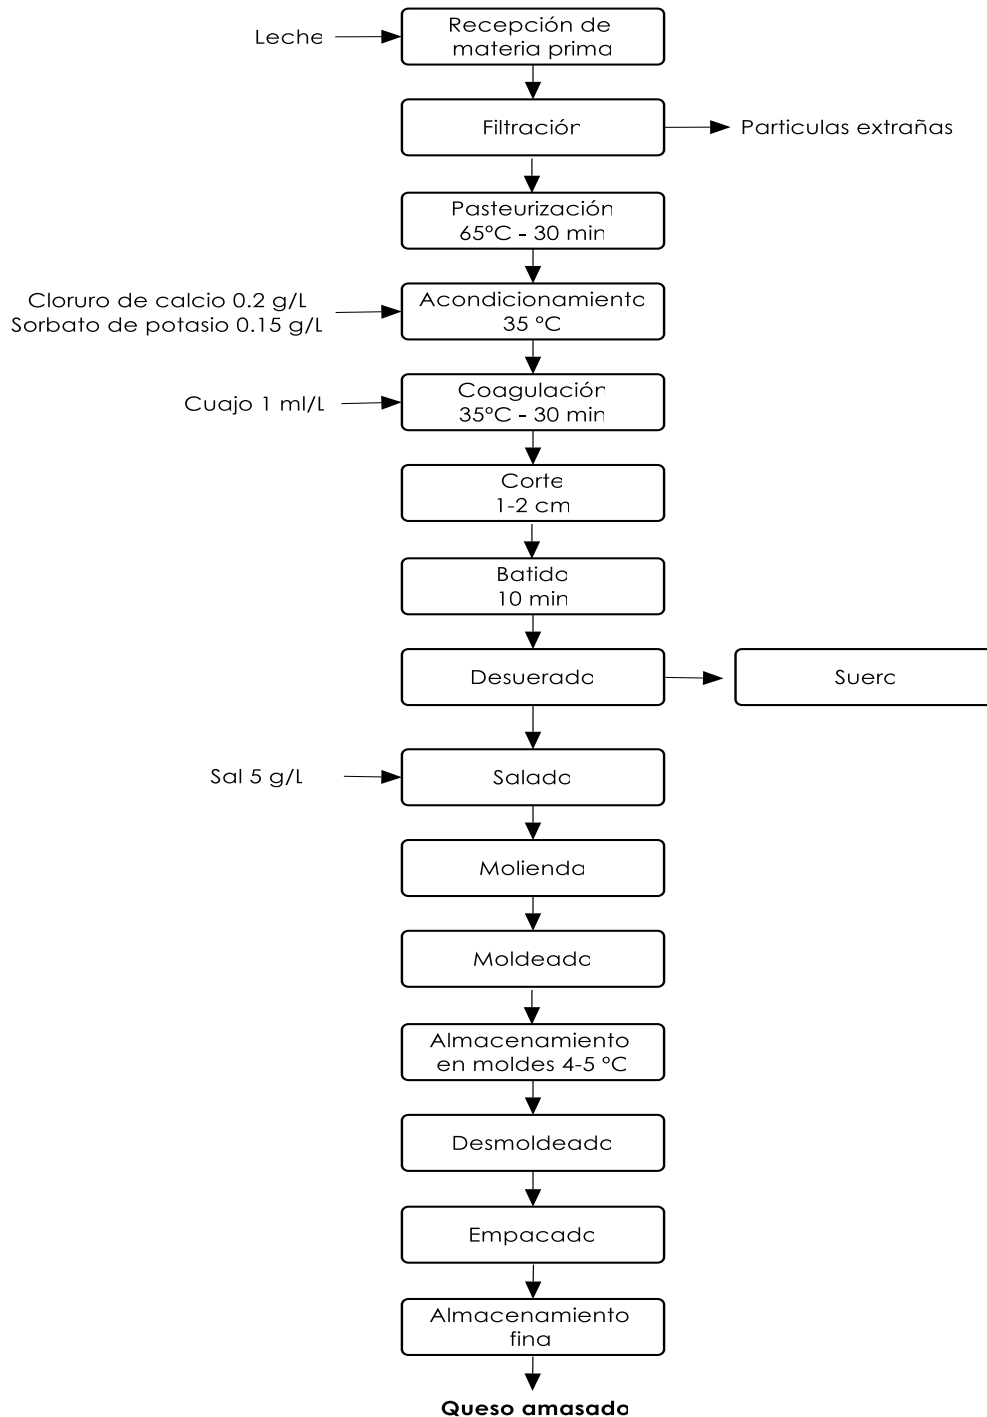 Leche
Recepción de
materia prima
Filtración
Particulas extrañas
Pasteurización
65°C - 30 min
Cloruro de calcio 0.2 g/L
Sorbato de potasio 0.15 g/L
Acondicionamiento
35 °C
Cuajo 1 ml/L
Coagulación
35°C - 30 min
Corte
1-2 cm
Batido
10 min
Desuerado
Suero
Sal 5 g/L
Salado
Molienda
Moldeado
Almacenamiento
en moldes 4-5 °C
Desmoldeado
Empacado
Almacenamiento
final
Queso amasado